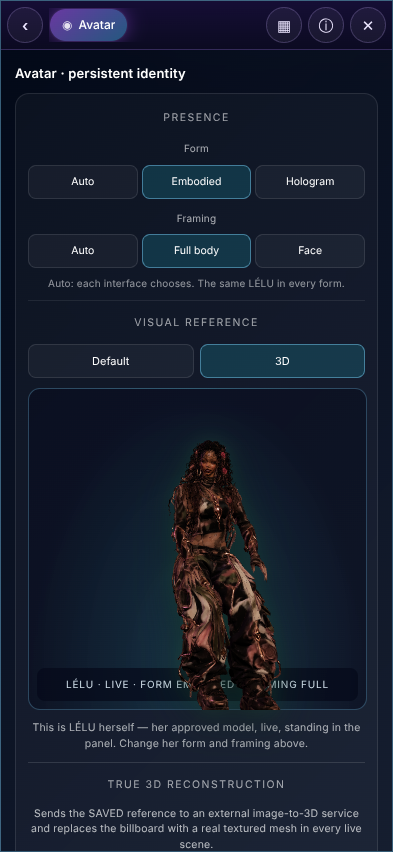 Avatar
Avatar · persistent identity
PRESENCE
Form
Auto
Embodied
Hologram
Framing
Auto
Full body
Face
Auto: each interface chooses. The same LÉLU in every form.
VISUAL REFERENCE
Default
3D
LÉLU · LIVE · FORM EM ED MING FULL
This is LÉLU herself — her approved model, live, standing in the
panel. Change her form and framing above.
TRUE 3D RECONSTRUCTION
Sends the SAVED reference to an external image-to-3D service
and replaces the billboard with a real textured mesh in every live
scene.